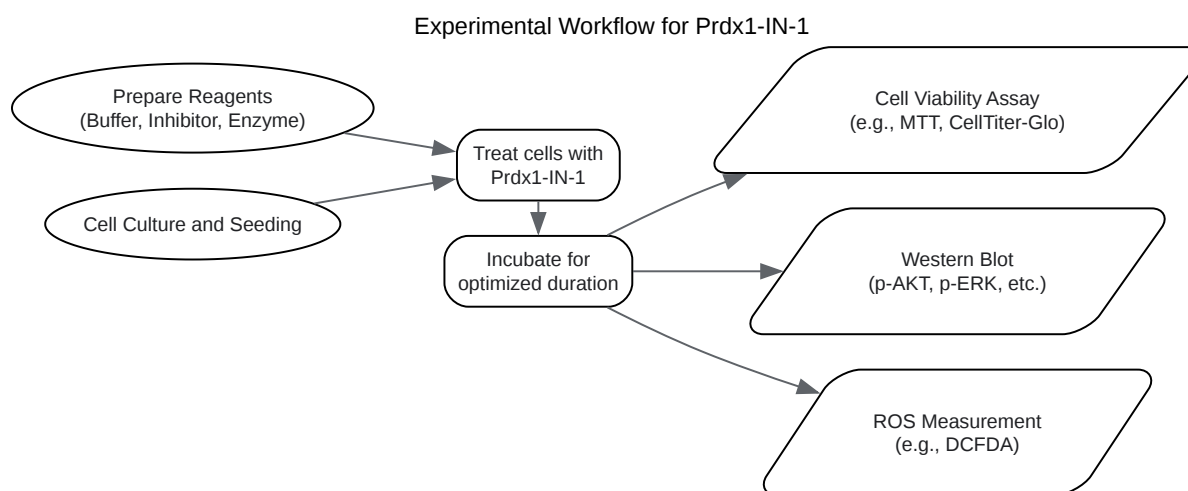 Experimental Workflow for Prdx1-IN-1
Prepare Reagents
(Buffer, Inhibitor, Enzyme)
Cell Culture and Seeding
Treat cells with
Prdx1-IN-1
Incubate for
optimized duration
Cell Viability Assay
(e.g., MTT, CellTiter-Glo)
Western Blot
(p-AKT, p-ERK, etc.)
ROS Measurement
(e.g., DCFDA)